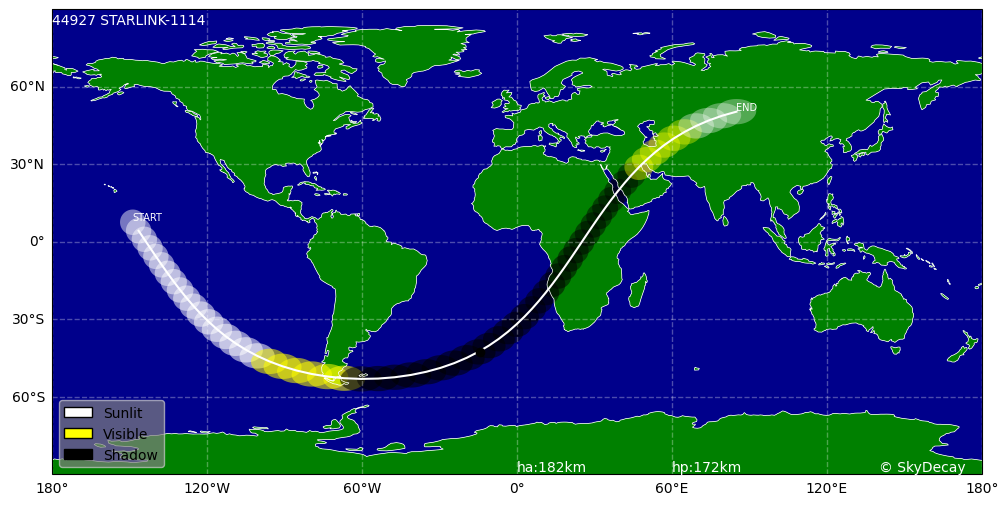 44927 STARLINK-1114
60°N
END
30°N
START
0°
30°S
60°S
Sunlit
Visible
Shadow
ha:182km
hp:172km
© SkyDecay
180°
120°W
60°W
0°
60°E
120°E
180°